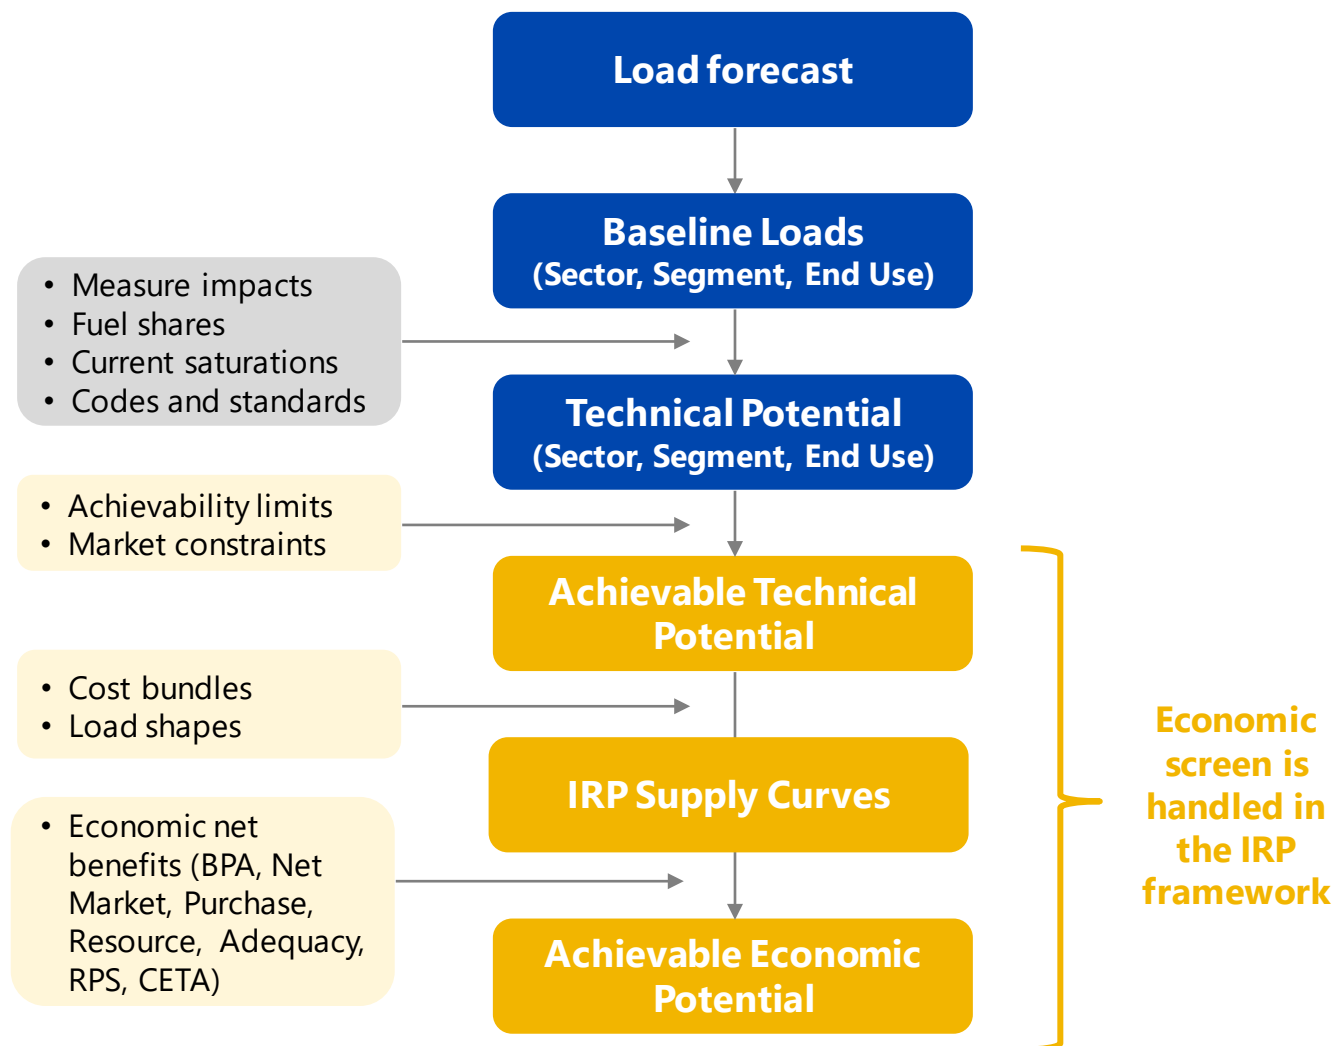 Load forecast
Baseline Loads
(Sector, Segment, End Use)
• Measure impacts
• Fuel shares
• Current saturations
• Codes and standards
Technical Potential
(Sector, Segment, End Use)
• Achievability limits
• Market constraints
Achievable Technical
Potential
• Cost bundles
• Load shapes
IRP Supply Curves
• Economic net
benefits (BPA, Net
Market, Purchase,
Resource, Adequacy,
RPS, CETA)
Achievable Economic
Potential
Economic
screen is
handled in
the IRP
framework